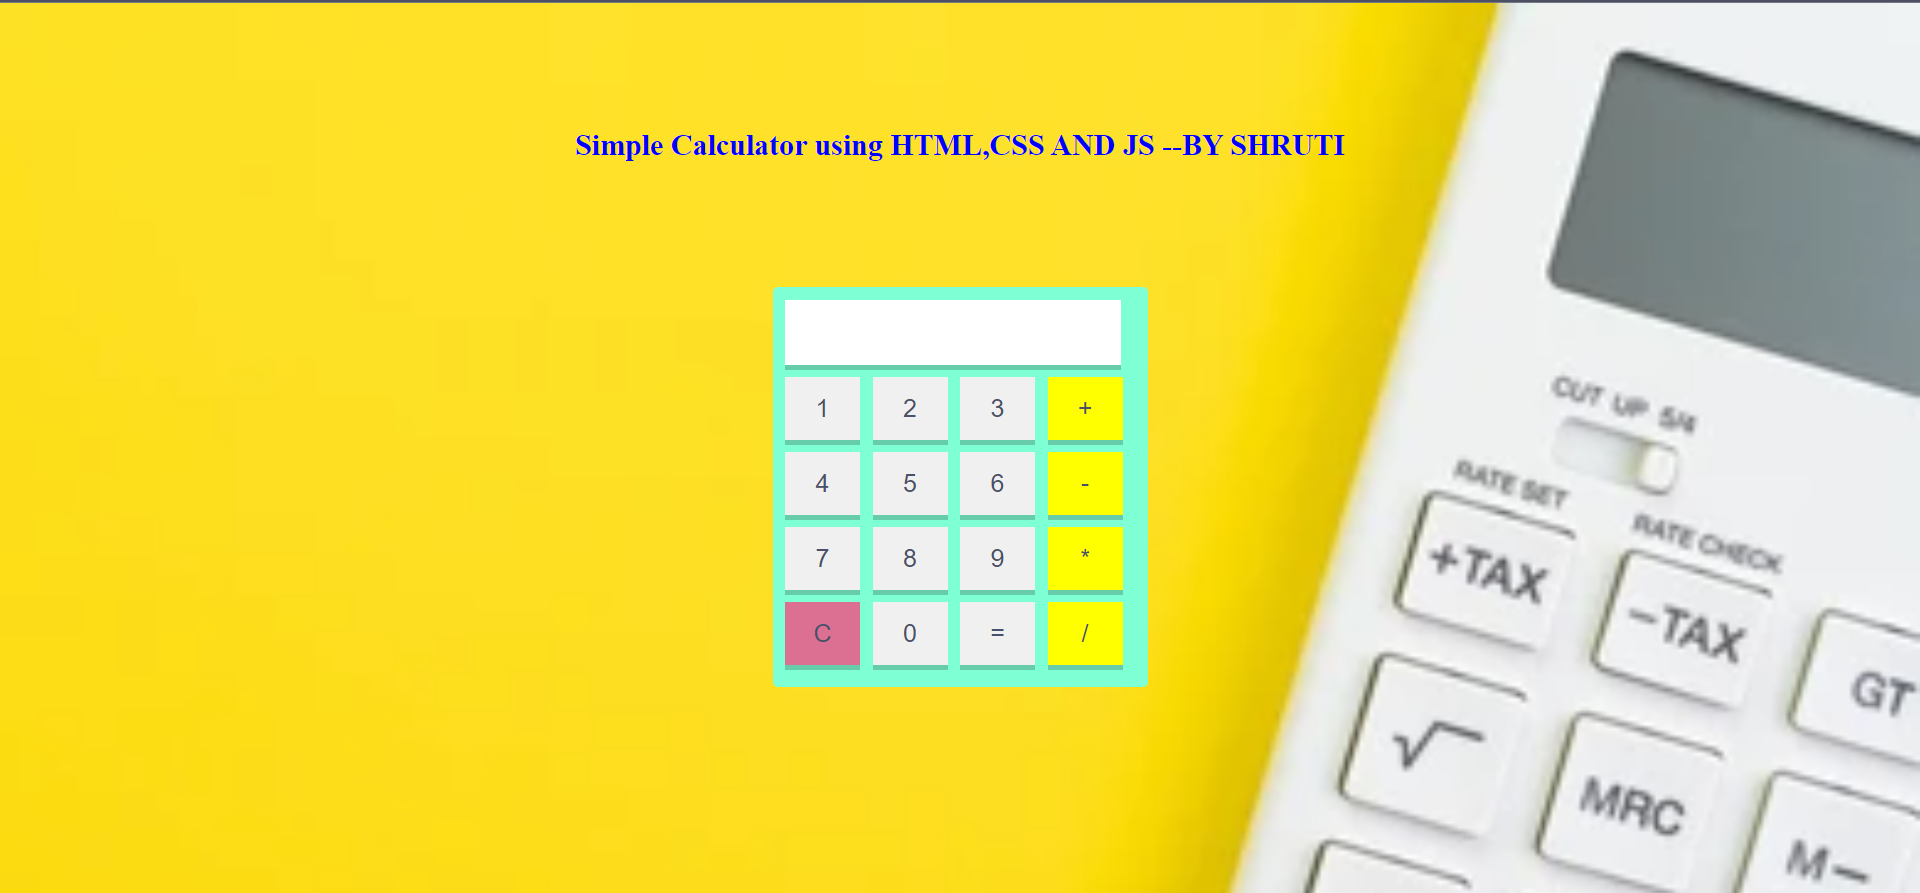 Simple Calculator using HTML,CSS AND JS --BY SHRUTI
1 2 3 +
4 5 6 -
7 8 9 *
C 0 = /
CUT UP 5/4
RATE SET
RATE CHECK
+TAX
−TAX
GT
√
MRC
M−